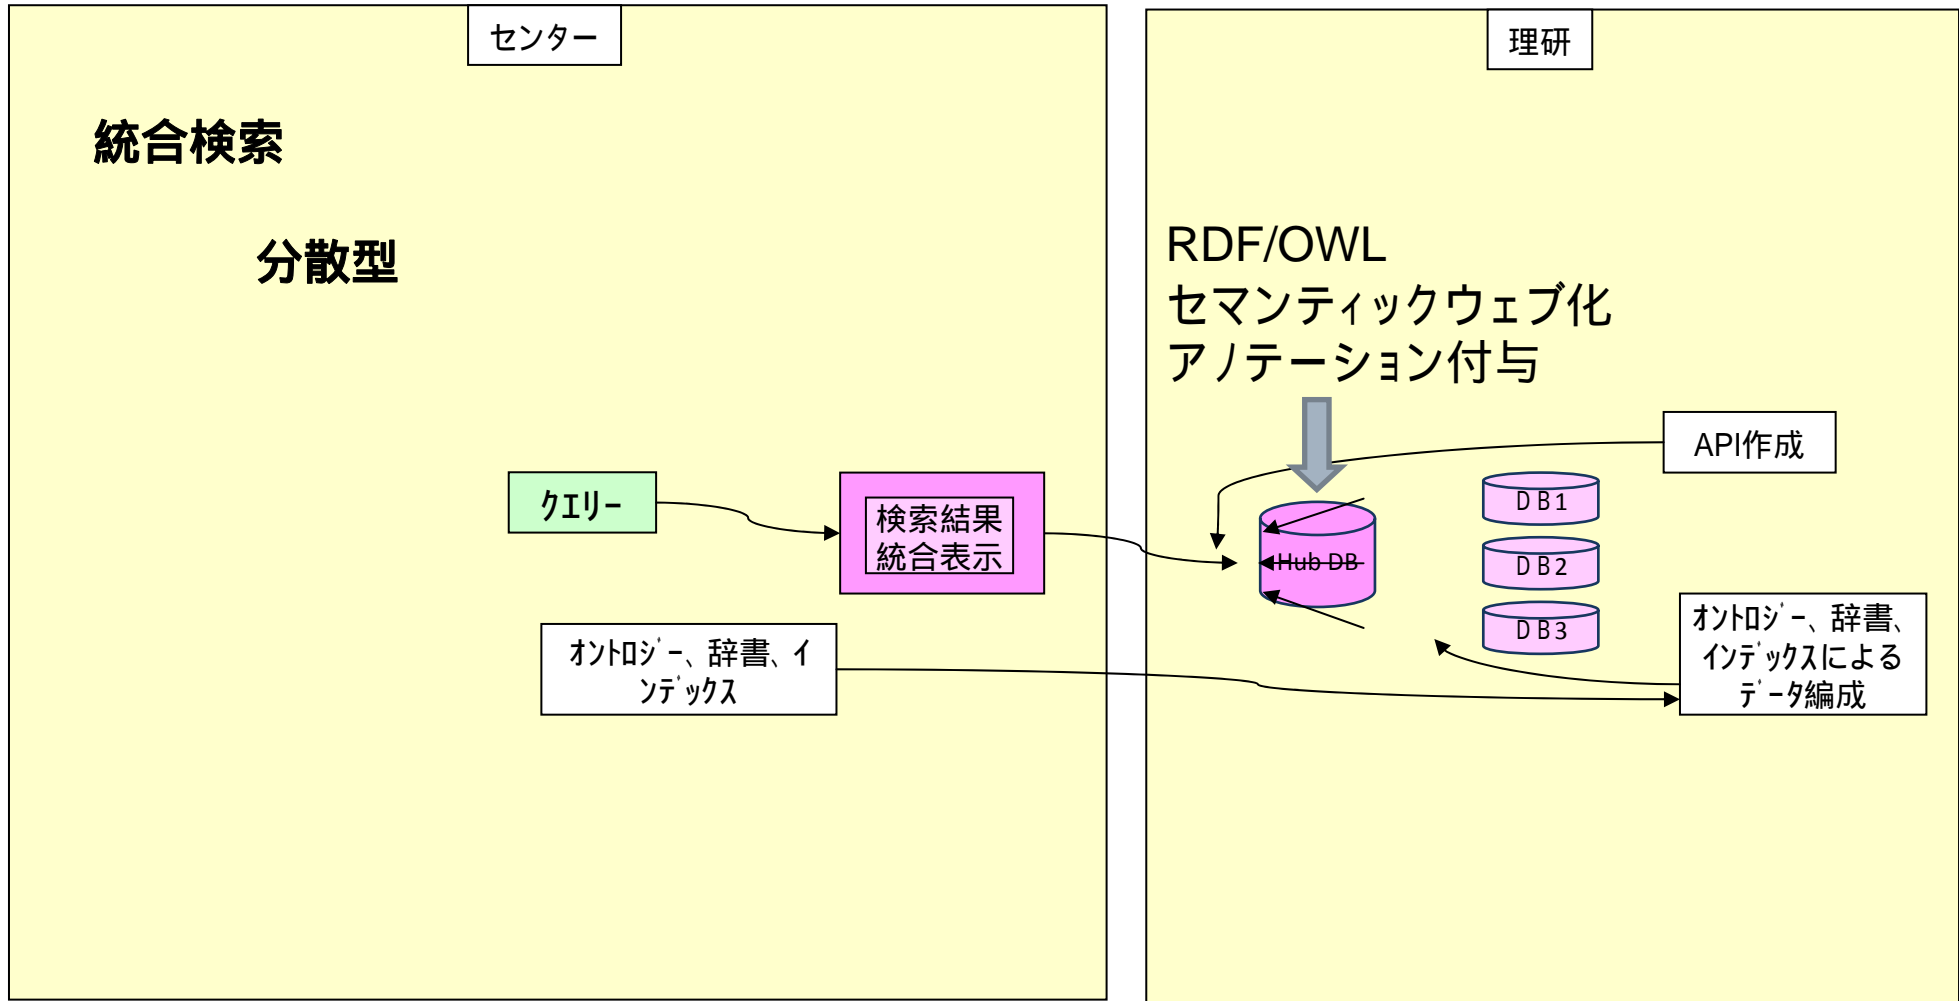 センター
理研
統合検索
分散型
RDF/OWL
セマンティックウェブ化
アノテーション付与
API作成
クエリー
検索結果
統合表示
Hub DB
DB1
DB2
DB3
オントロジー、辞書、イ
ンデックス
オントロジー、辞書、
インデックスによる
データ編成